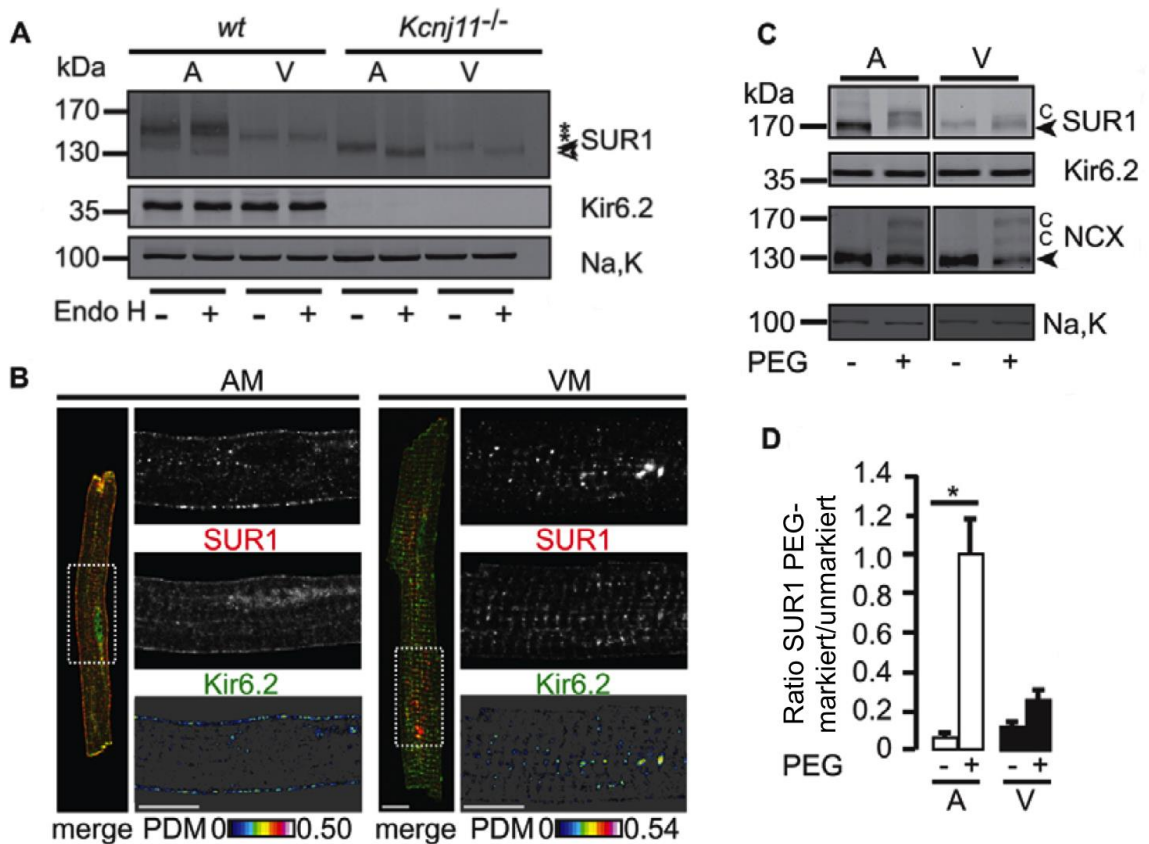 A
wt
Kcnj11-/-
kDa
A V A V
170
130
** SUR1
35
Kir6.2
100
Na,K
Endo H - + - + - + - +
B
AM
VM
SUR1
SUR1
Kir6.2
Kir6.2
merge PDM 0 0.50
merge PDM 0 0.54
C
A V
kDa
170
c
SUR1
35
Kir6.2
170
130
c
c NCX
100
Na,K
PEG - + - +
D
Ratio SUR1 PEG-
markiert/unmarkiert
1.4
1.2
1.0
0.8
0.6
0.4
0.2
0
*
PEG - + - +
A V